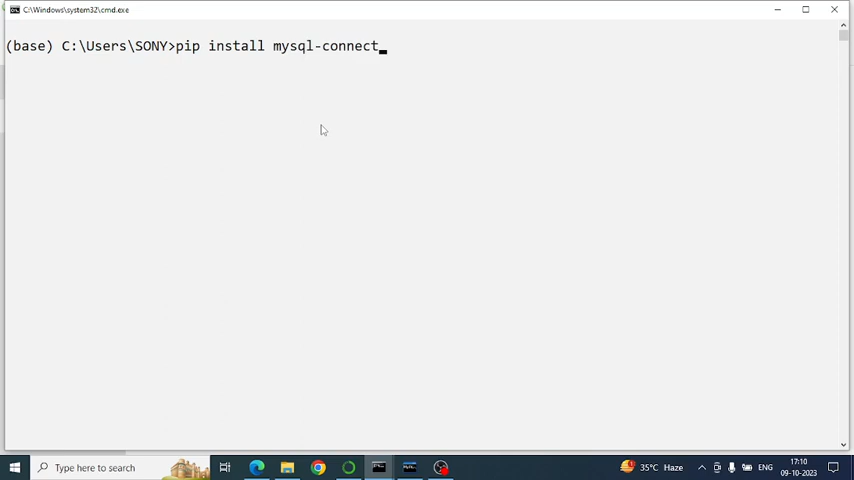 C:\Windows\system32\cmd.exe
(base) C:\Users\SONY>pip install mysql-connect
Type here to search
35°C Haze
ENG
17:10
09-10-2023